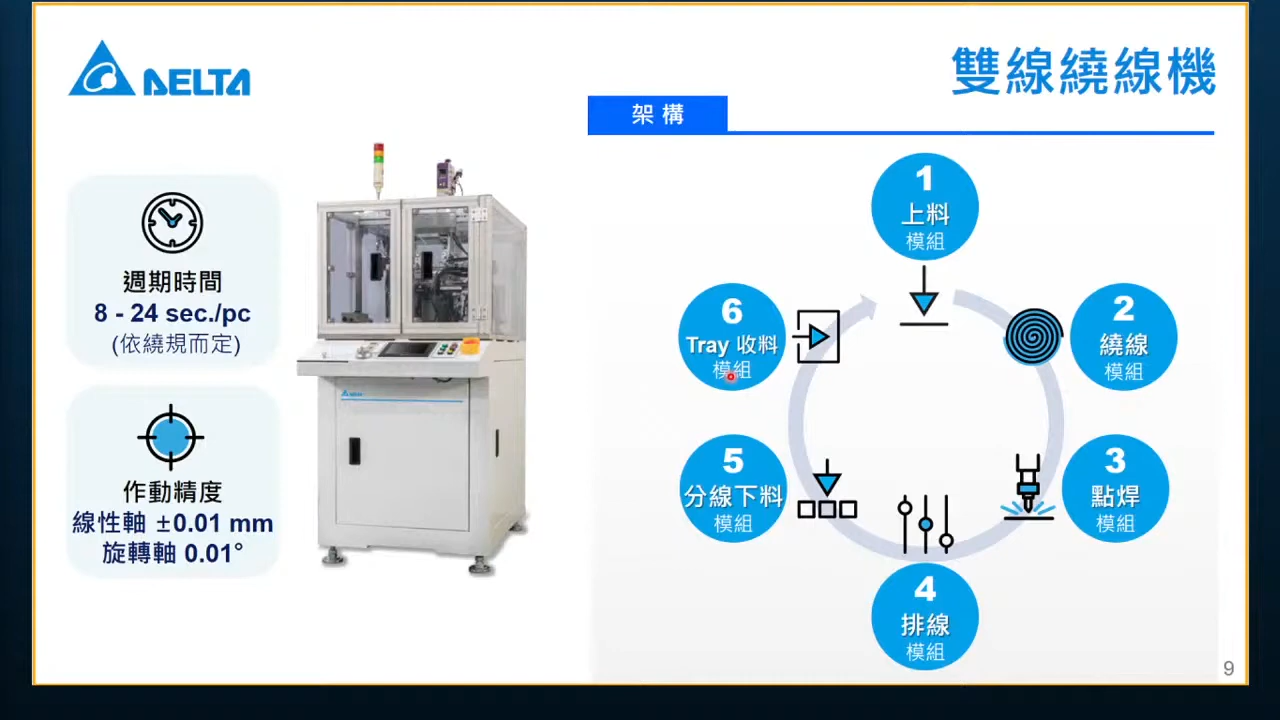 DELTA
雙線繞線機
架構
週期時間
8 - 24 sec./pc
(依繞規而定)
作動精度
線性軸 ±0.01 mm
旋轉軸 0.01°
1
上料
模組
2
繞線
模組
3
點焊
模組
4
排線
模組
5
分線下料
模組
6
Tray 收料
模組
9